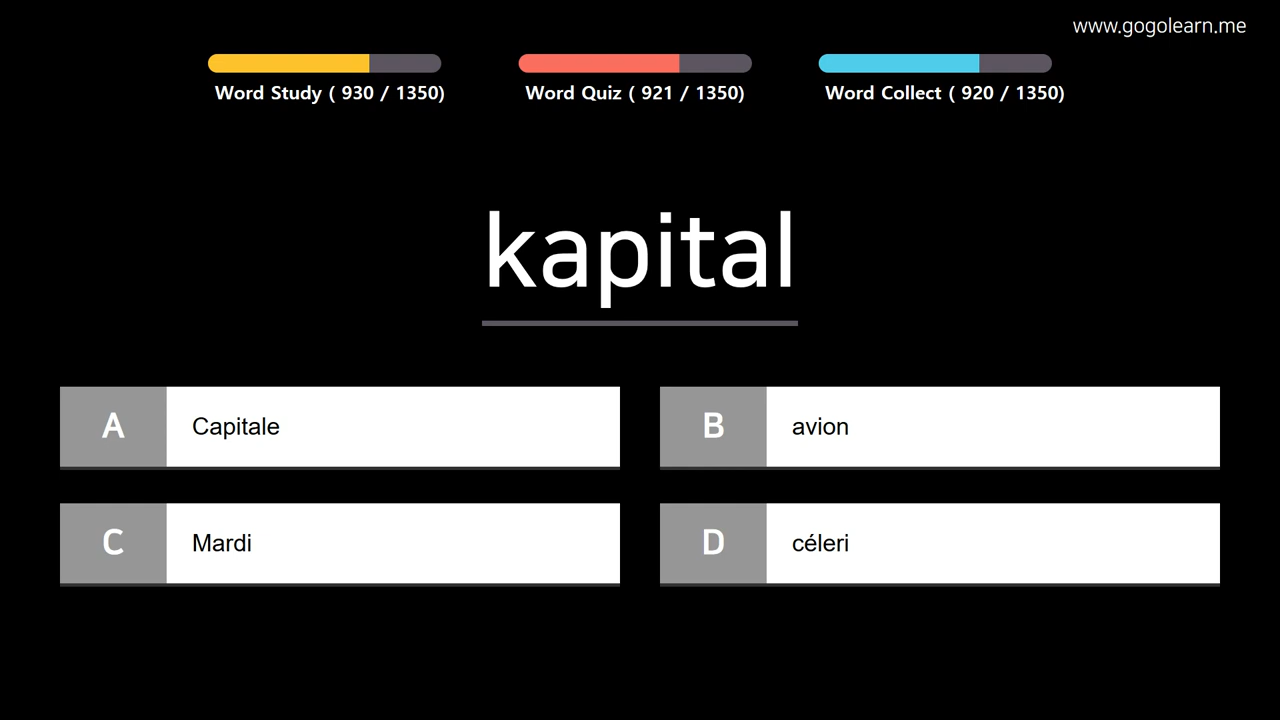 www.gogolearn.me
Word Study ( 930 / 1350)
Word Quiz ( 921 / 1350)
Word Collect ( 920 / 1350)
kapital
A Capitale
B avion
C Mardi
D céleri